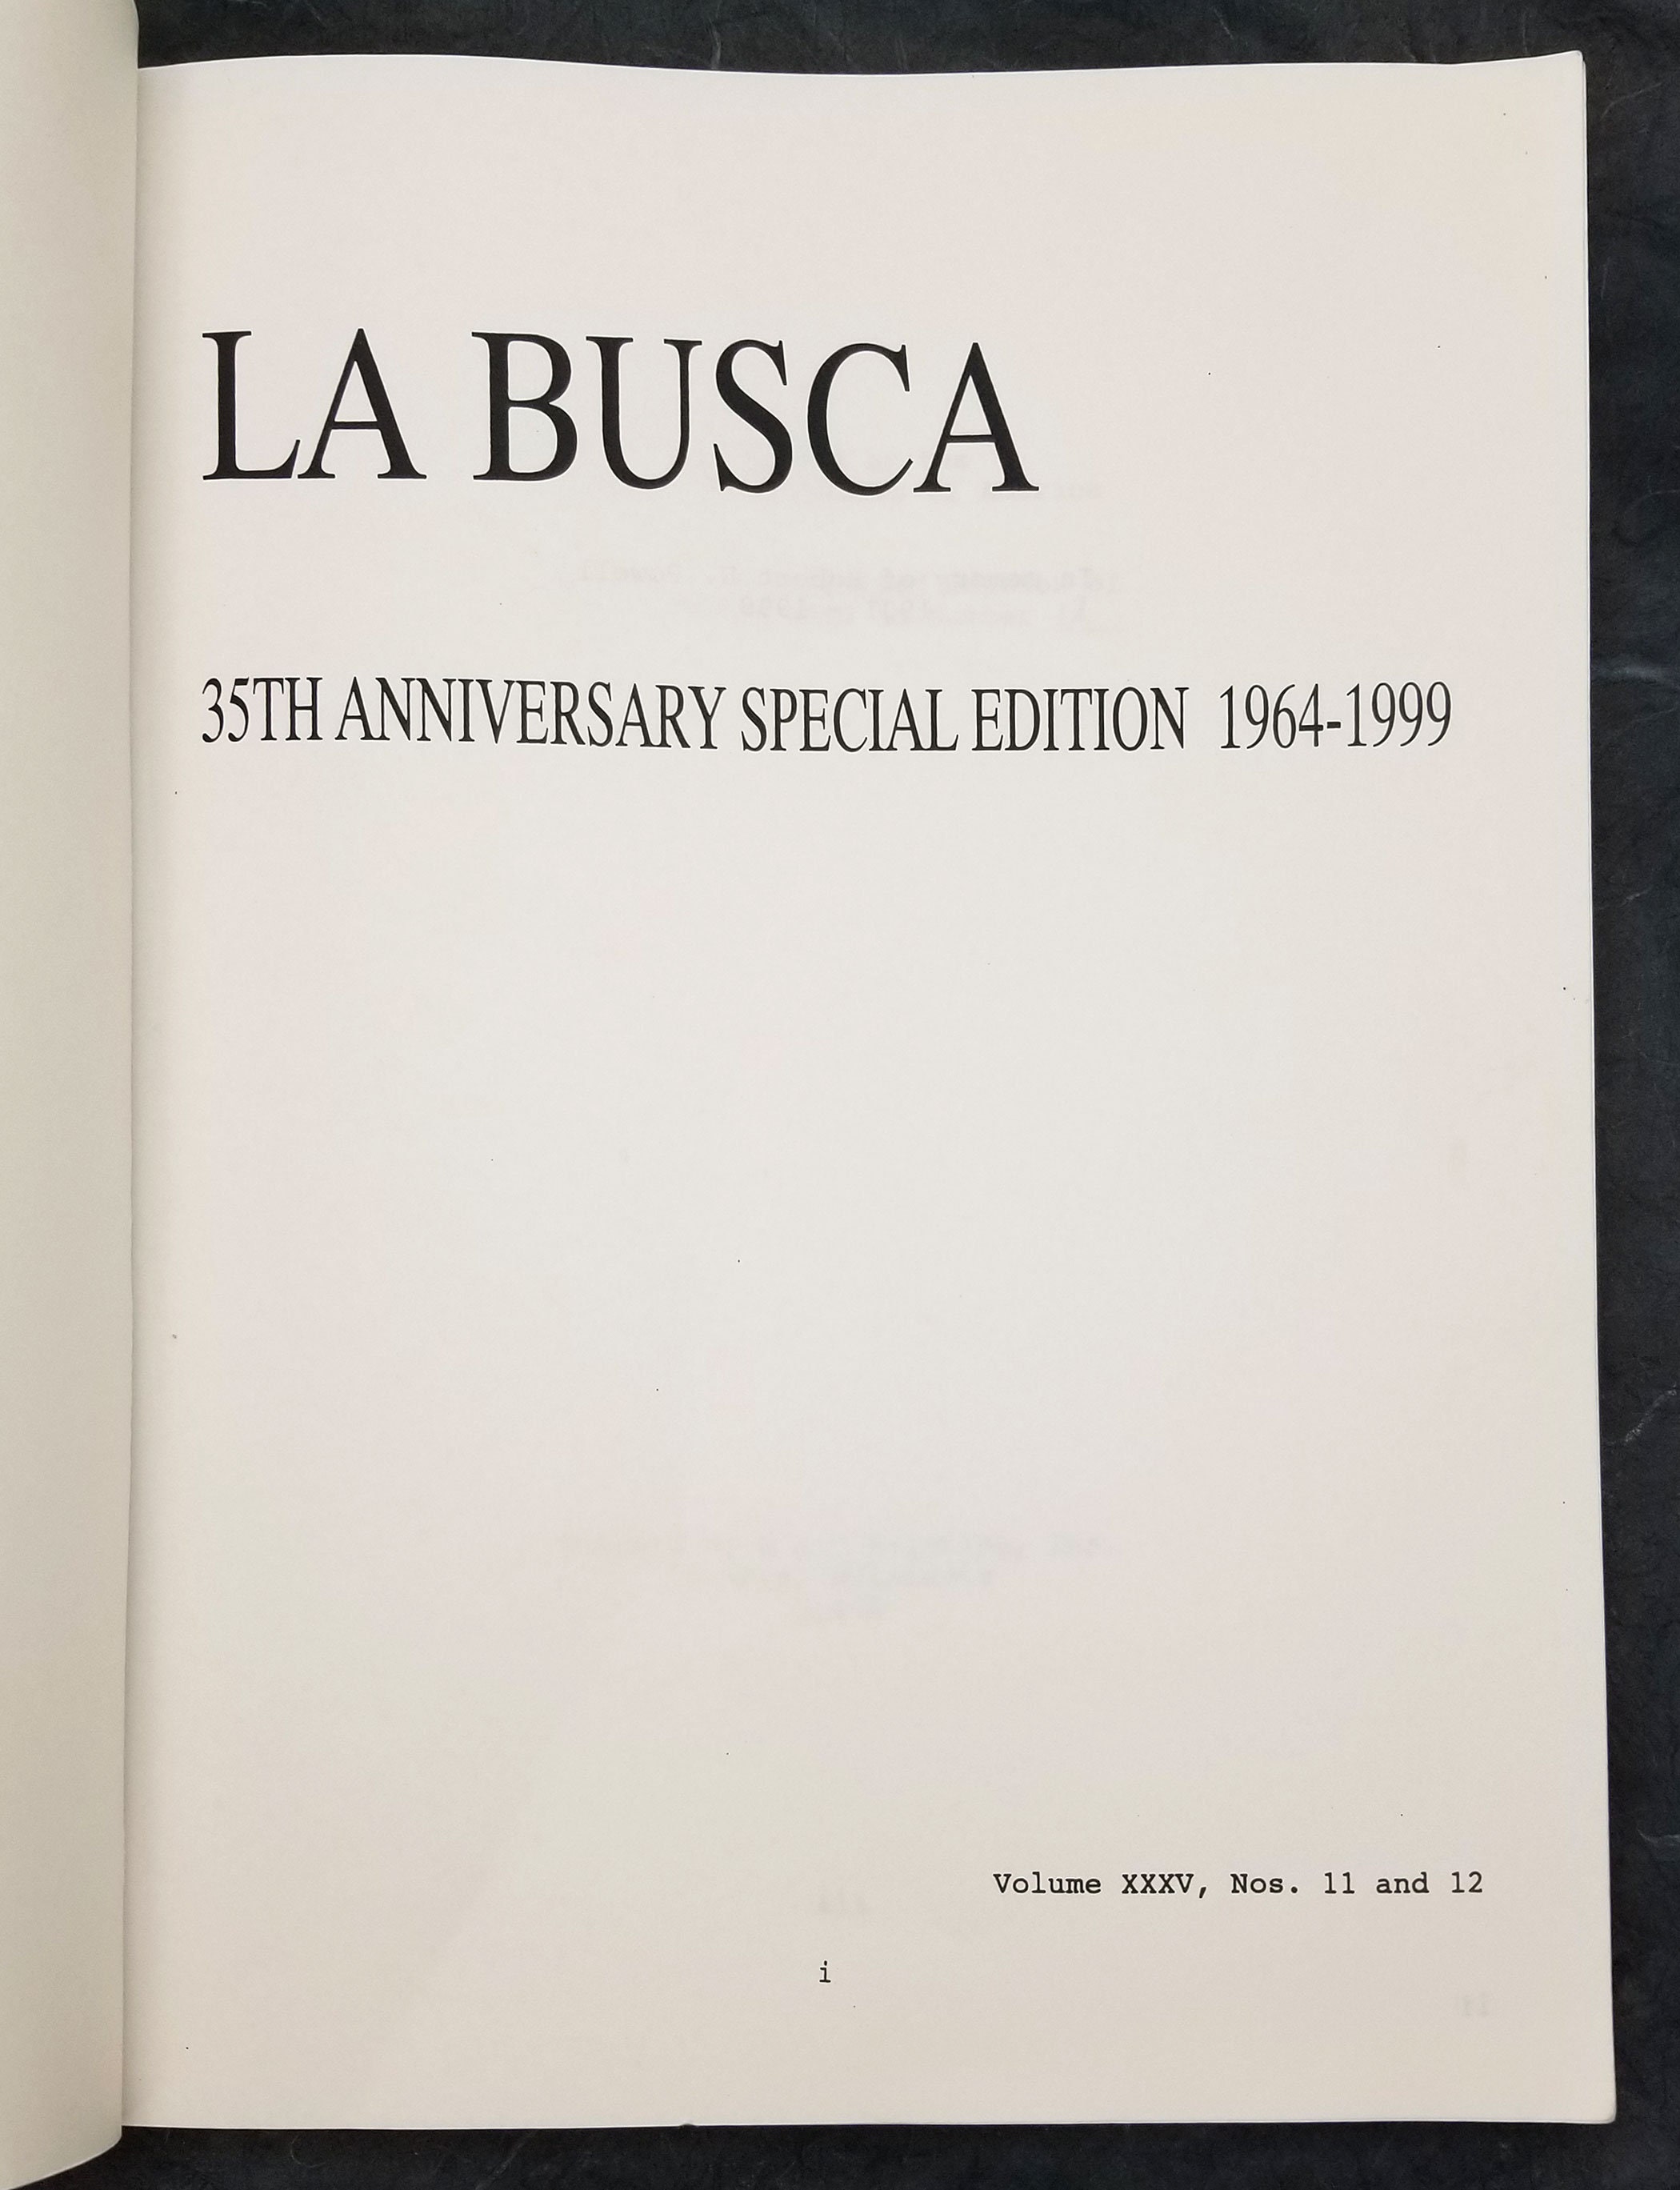 LA BUSCA
35TH ANNIVERSARY SPECIAL EDITION 1964-1999
Volume XXXV, Nos. 11 and 12
i